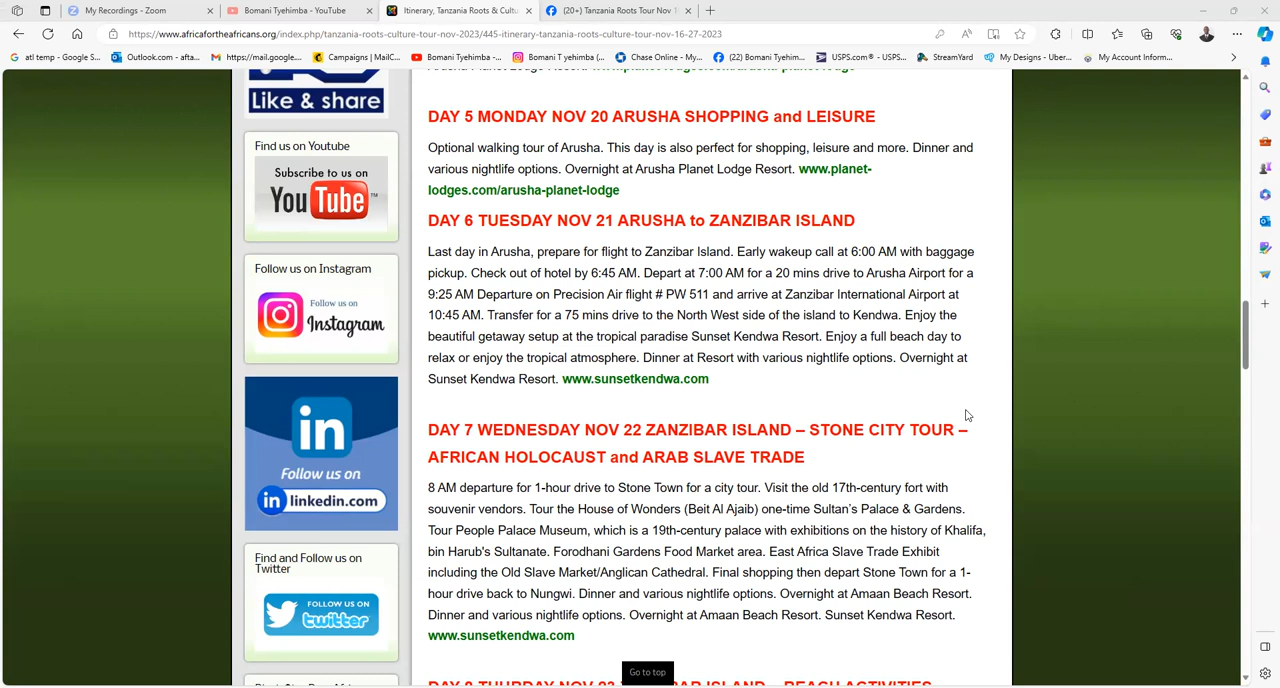 My Recordings - Zoom
Bomani Tyehimba - YouTube
Itinerary, Tanzania Roots & Cultu
(20+) Tanzania Roots Tour Nov 1
https://www.africafortheafricans.org/index.php/tanzania-roots-culture-tour-nov-2023/445-itinerary-tanzania-roots-culture-tour-nov-16-27-2023
atl temp - Google S...
Outlook.com - afta...
https://mail.google....
Campaigns | MailC...
Bomani Tyehimba -...
Bomani T yehimba (...
Chase Online - My...
(22) Bomani Tyehim...
USPS.com® - USPS...
StreamYard
My Designs - Uber...
My Account Inform...
Like & share
Find us on Youtube
Subscribe to us on
YouTube
Follow us on Instagram
Follow us on
Instagram
in
Follow us on
in linkedin.com
Find and Follow us on
Twitter
FOLLOW US ON
twitter
DAY 5 MONDAY NOV 20 ARUSHA SHOPPING and LEISURE
Optional walking tour of Arusha. This day is also perfect for shopping, leisure and more. Dinner and
various nightlife options. Overnight at Arusha Planet Lodge Resort. www.planet-
lodges.com/arusha-planet-lodge
DAY 6 TUESDAY NOV 21 ARUSHA to ZANZIBAR ISLAND
Last day in Arusha, prepare for flight to Zanzibar Island. Early wakeup call at 6:00 AM with baggage
pickup. Check out of hotel by 6:45 AM. Depart at 7:00 AM for a 20 mins drive to Arusha Airport for a
9:25 AM Departure on Precision Air flight # PW 511 and arrive at Zanzibar International Airport at
10:45 AM. Transfer for a 75 mins drive to the North West side of the island to Kendwa. Enjoy the
beautiful getaway setup at the tropical paradise Sunset Kendwa Resort. Enjoy a full beach day to
relax or enjoy the tropical atmosphere. Dinner at Resort with various nightlife options. Overnight at
Sunset Kendwa Resort. www.sunsetkendwa.com
DAY 7 WEDNESDAY NOV 22 ZANZIBAR ISLAND – STONE CITY TOUR –
AFRICAN HOLOCAUST and ARAB SLAVE TRADE
8 AM departure for 1-hour drive to Stone Town for a city tour. Visit the old 17th-century fort with
souvenir vendors. Tour the House of Wonders (Beit Al Ajaib) one-time Sultan's Palace & Gardens.
Tour People Palace Museum, which is a 19th-century palace with exhibitions on the history of Khalifa,
bin Harub's Sultanate. Forodhani Gardens Food Market area. East Africa Slave Trade Exhibit
including the Old Slave Market/Anglican Cathedral. Final shopping then depart Stone Town for a 1-
hour drive back to Nungwi. Dinner and various nightlife options. Overnight at Amaan Beach Resort.
Dinner and various nightlife options. Overnight at Amaan Beach Resort. Sunset Kendwa Resort.
www.sunsetkendwa.com
Go to top